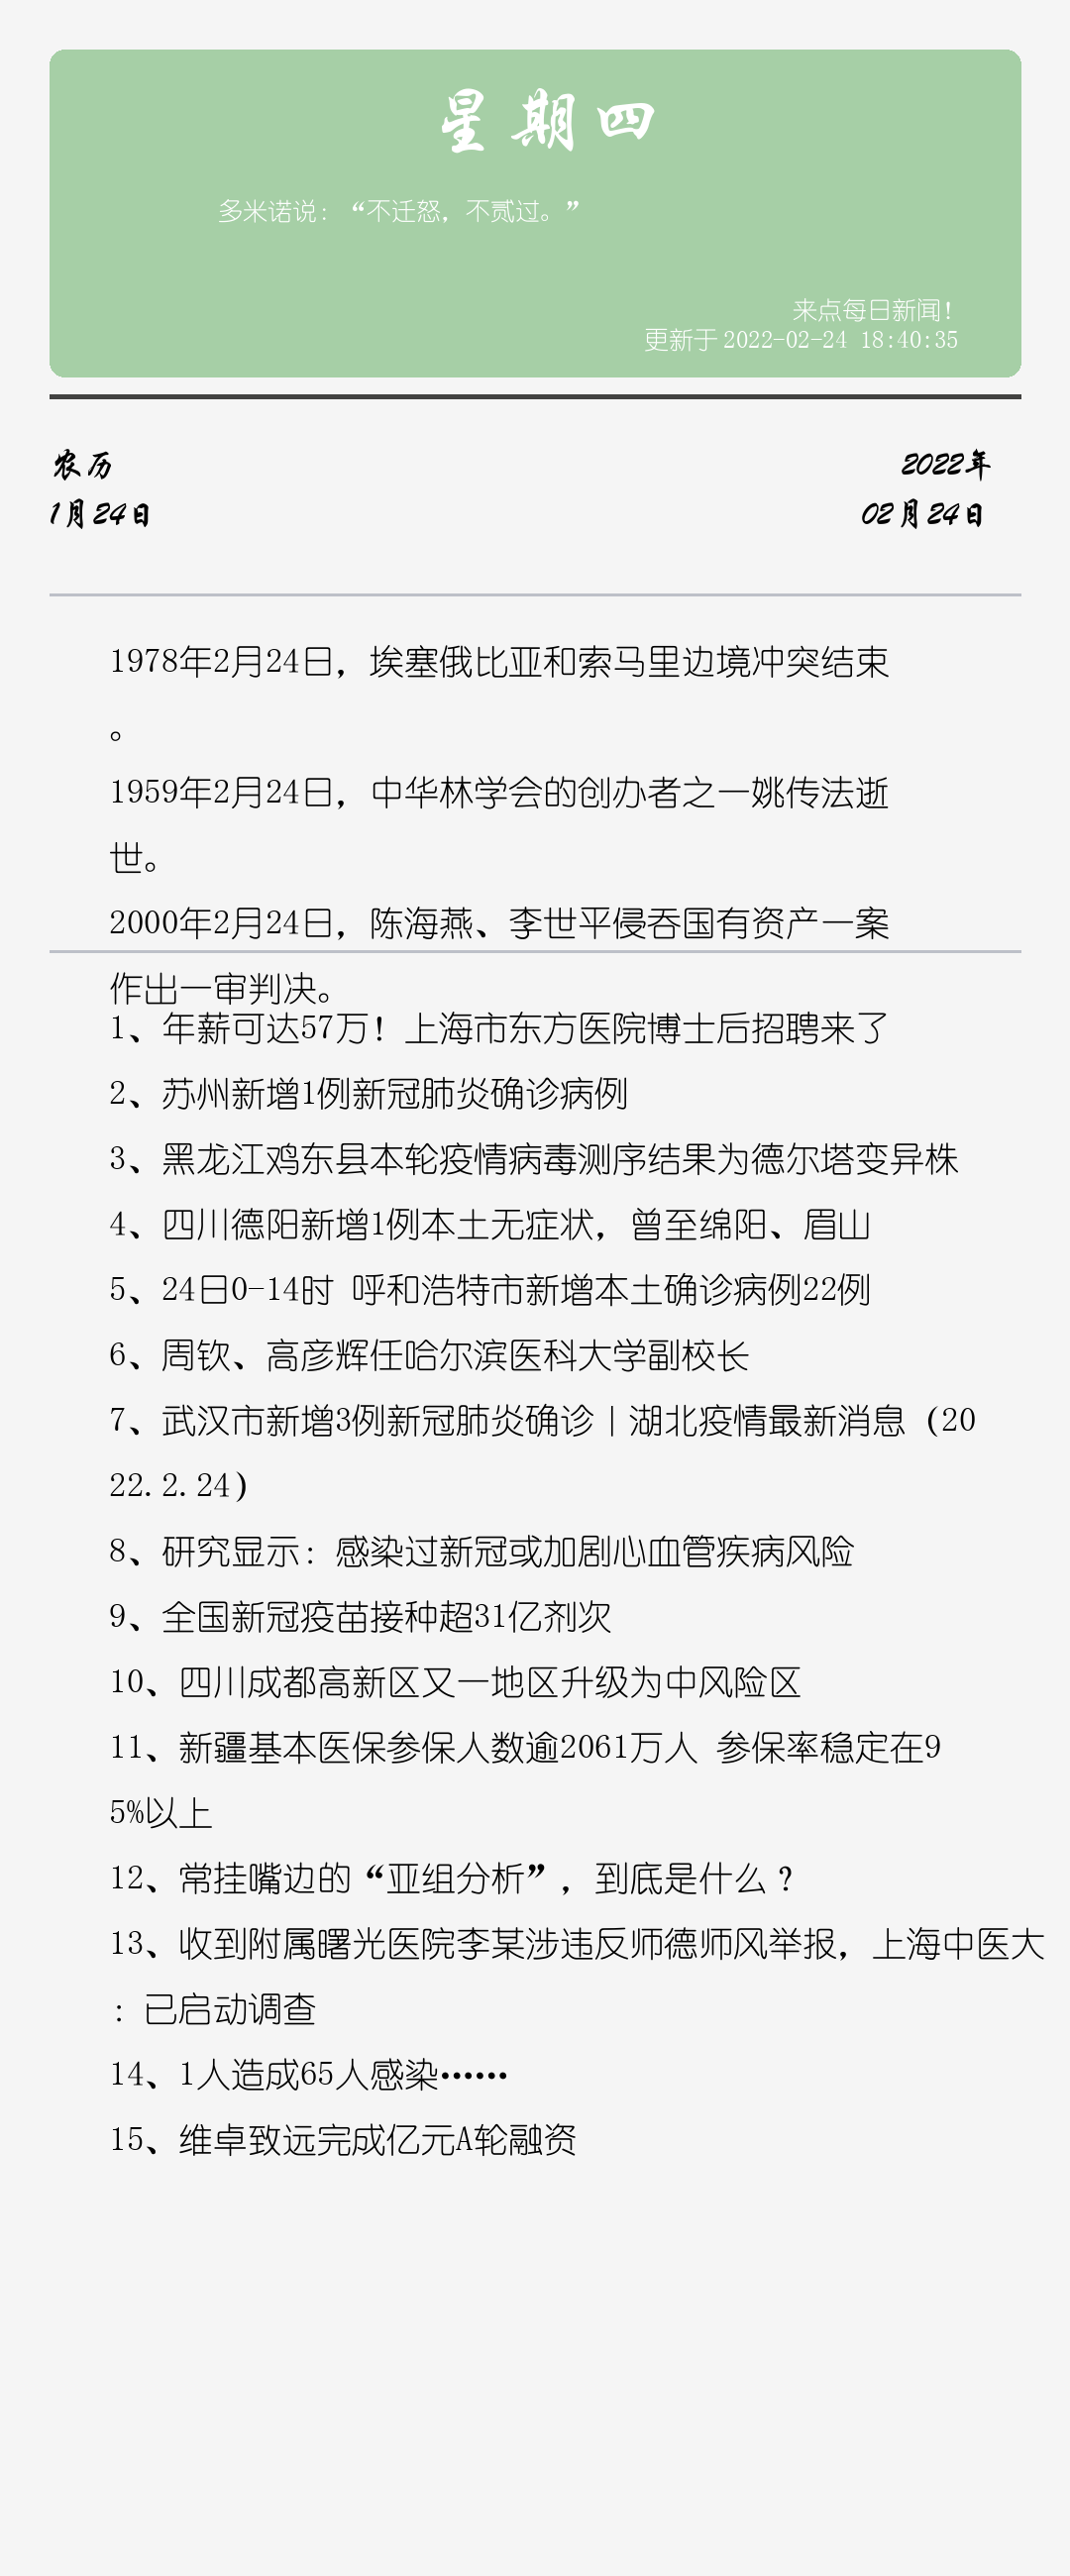 星期四
多米诺说：“不迁怒，不贰过。”
来点每日新闻！
更新于 2022-02-24 18:40:35
农历
2022年
1月24日
02月24日
1978年2月24日，埃塞俄比亚和索马里边境冲突结束
。
1959年2月24日，中华林学会的创办者之一姚传法逝
世。
2000年2月24日，陈海燕、李世平侵吞国有资产一案
作出一审判决。
1、年薪可达57万！上海市东方医院博士后招聘来了
2、苏州新增1例新冠肺炎确诊病例
3、黑龙江鸡东县本轮疫情病毒测序结果为德尔塔变异株
4、四川德阳新增1例本土无症状，曾至绵阳、眉山
5、24日0-14时 呼和浩特市新增本土确诊病例22例
6、周钦、高彦辉任哈尔滨医科大学副校长
7、武汉市新增3例新冠肺炎确诊丨湖北疫情最新消息（20
22.2.24）
8、研究显示：感染过新冠或加剧心血管疾病风险
9、全国新冠疫苗接种超31亿剂次
10、四川成都高新区又一地区升级为中风险区
11、新疆基本医保参保人数逾2061万人 参保率稳定在9
5%以上
12、常挂嘴边的“亚组分析”，到底是什么？
13、收到附属曙光医院李某涉违反师德师风举报，上海中医大
：已启动调查
14、1人造成65人感染……
15、维卓致远完成亿元A轮融资